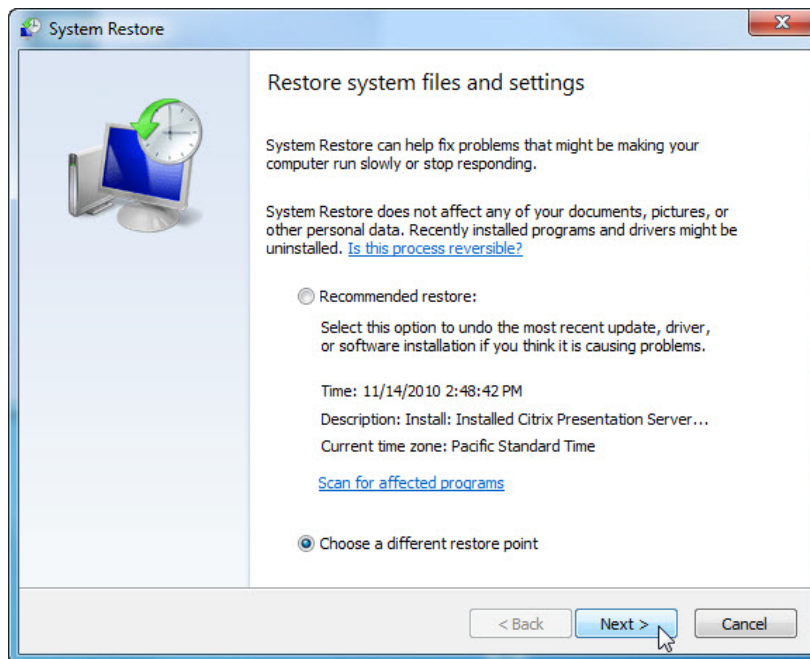 System Restore
Restore system files and settings
System Restore can help fix problems that might be making your
computer run slowly or stop responding.
System Restore does not affect any of your documents, pictures, or
other personal data. Recently installed programs and drivers might be
uninstalled. Is this process reversible?
Recommended restore:
Select this option to undo the most recent update, driver,
or software installation if you think it is causing problems.
Time: 11/14/2010 2:48:42 PM
Description: Install: Installed Citrix Presentation Server...
Current time zone: Pacific Standard Time
Scan for affected programs
Choose a different restore point
< Back Next > Cancel